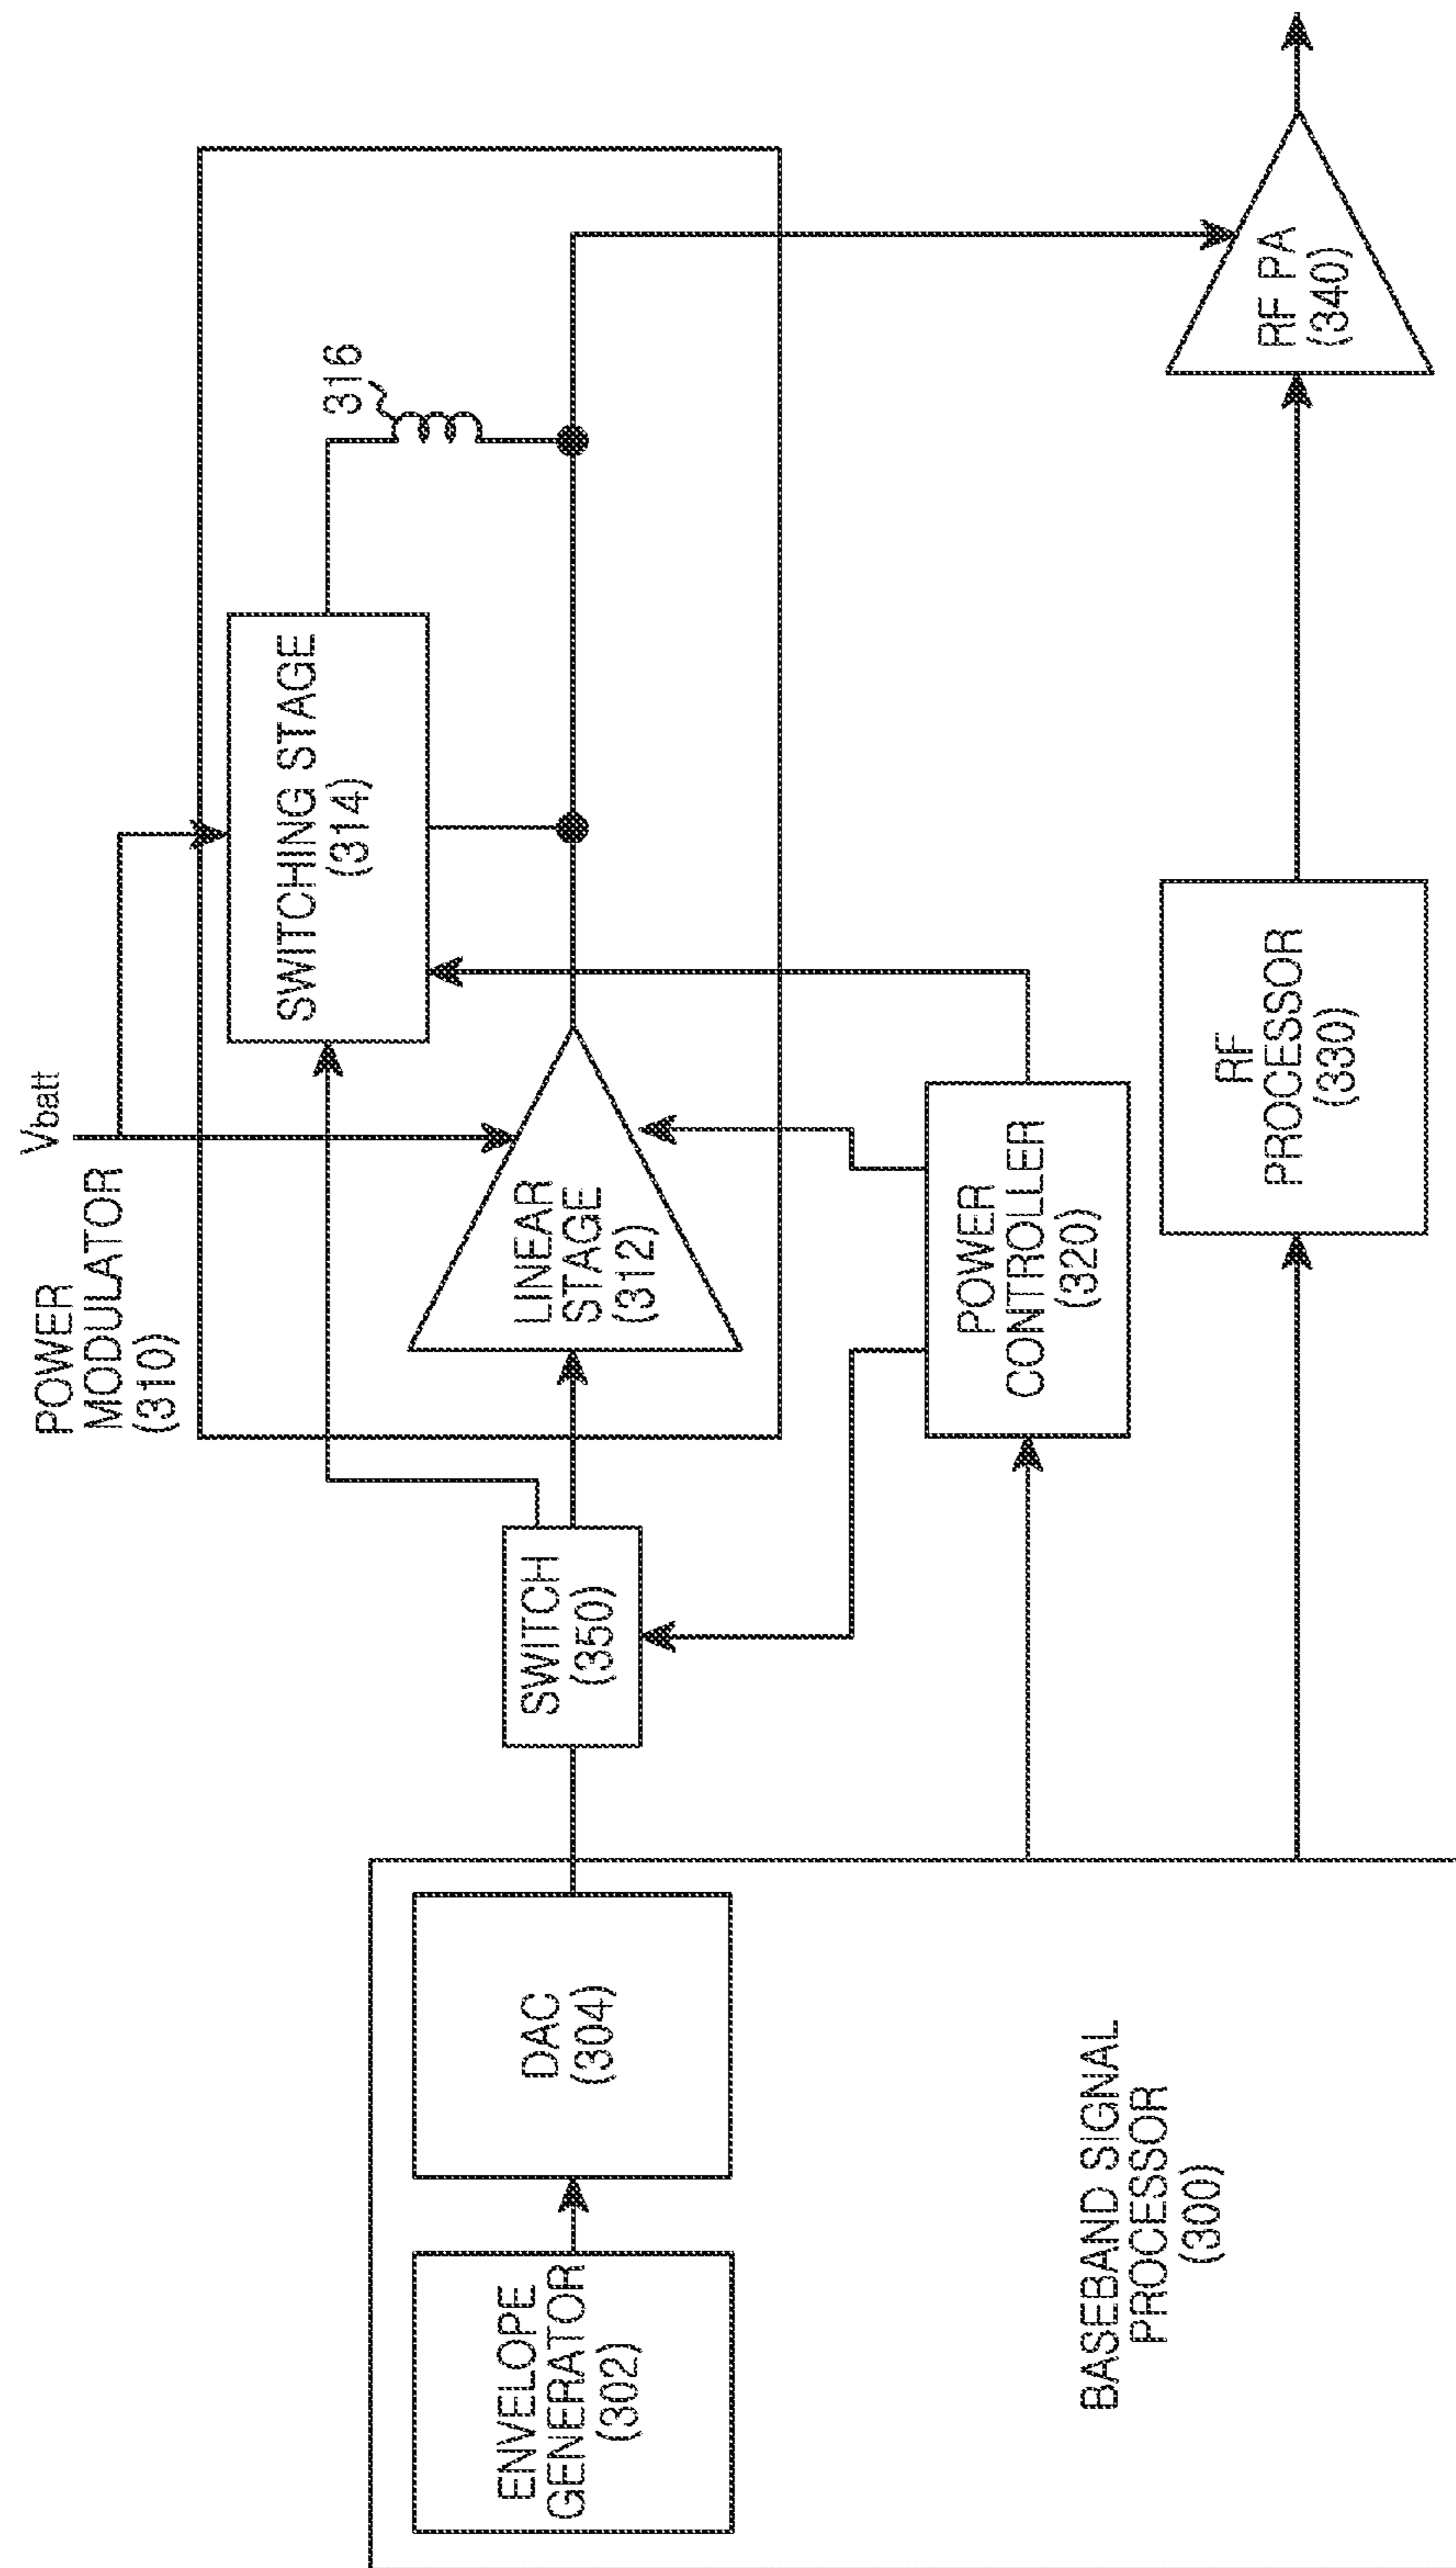 POWER
MODULATOR
(310)
Vbatt
SWITCHING STAGE
(314)
316
ENVELOPE
GENERATOR
(302)
DAC
(304)
SWITCH
(350)
LINEAR
STAGE
(312)
POWER
CONTROLLER
(320)
BASEBAND SIGNAL
PROCESSOR
(300)
RF
PROCESSOR
(330)
RF PA
(340)